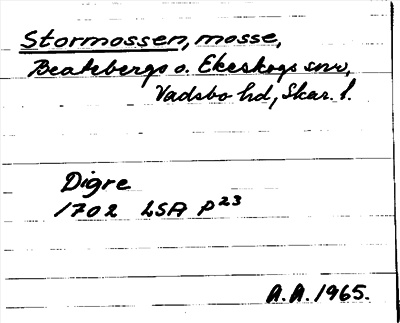 Stormossen, mosse,
Beatebergs o. Ekeskogs snr,
Vadsbo hd, Skar. l.
Digre
1702 LSA P23
A.A. 1965.